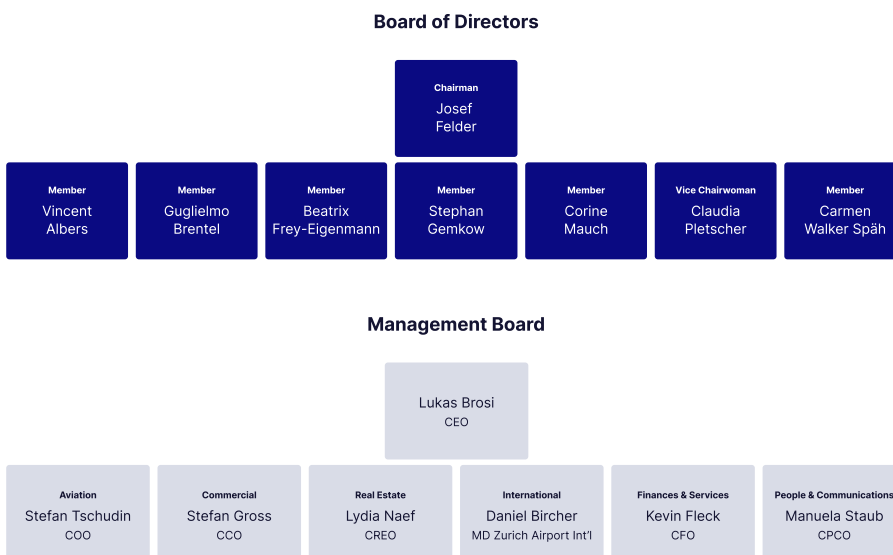 Board of Directors
Chairman
Josef
Felder
Member
Vincent
Albers
Member
Guglielmo
Brentel
Member
Beatrix
Frey-Eigenmann
Member
Stephan
Gemkow
Member
Corine
Mauch
Vice Chairwoman
Claudia
Pletscher
Member
Carmen
Walker Späh
Management Board
Lukas Brosi
CEO
Aviation
Stefan Tschudin
COO
Commercial
Stefan Gross
CCO
Real Estate
Lydia Naef
CREO
International
Daniel Bircher
MD Zurich Airport Int’l
Finances & Services
Kevin Fleck
CFO
People & Communications
Manuela Staub
CPCO